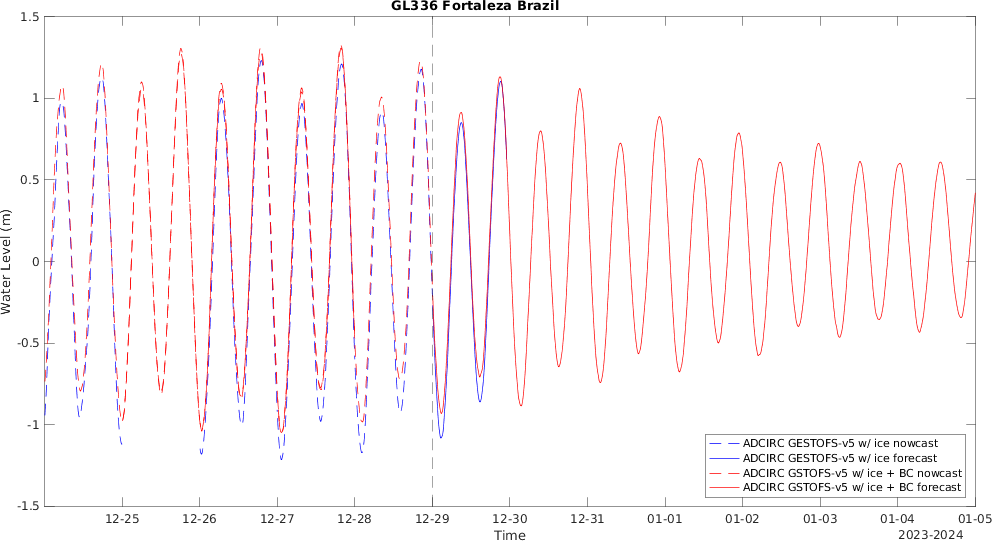 GL336 Fortaleza Brazil
1.5
1
0.5
0
-0.5
-1
-1.5
Water Level (m)
12-25
12-26
12-27
12-28
12-29
12-30
12-31
01-01
01-02
01-03
01-04
01-05
Time
2023-2024
ADCIRC GESTOFS-v5 w/ ice nowcast
ADCIRC GESTOFS-v5 w/ ice forecast
ADCIRC GSTOFS-v5 w/ ice + BC nowcast
ADCIRC GSTOFS-v5 w/ ice + BC forecast